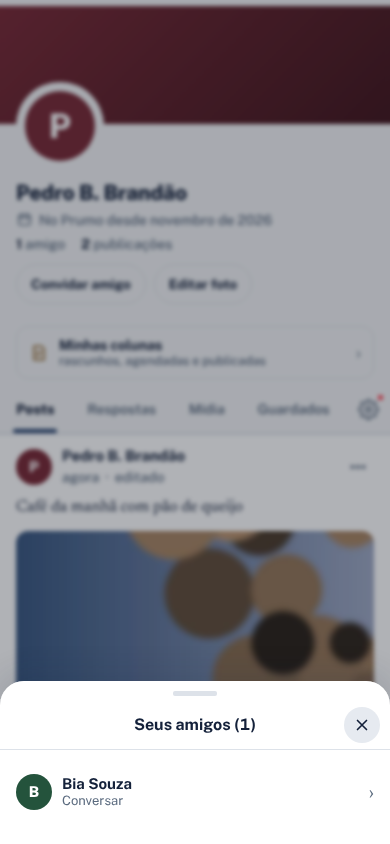 P
Pedro B. Brandão
No Prumo desde novembro de 2026
1 amigo 2 publicações
Convidar amigo Editar foto
Minhas colunas
rascunhos, agendadas e publicadas
›
Posts Respostas Mídia Guardados
P
Pedro B. Brandão
agora · editado
Café da manhã com pão de queijo
Seus amigos (1)
B
Bia Souza
Conversar
›